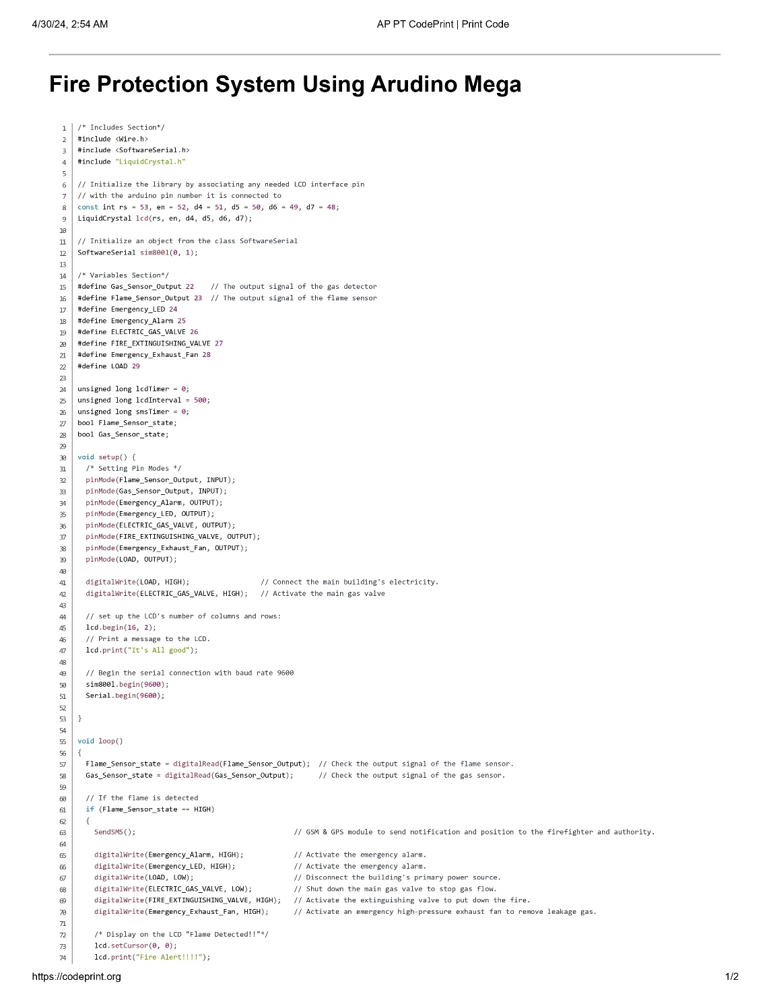 4/30/24, 2:54 AM AP PT CodePrint | Print Code
Fire Protection System Using Arudino Mega
1 /* Includes Section*/
2 #include <Wire.h>
3 #include <SoftwareSerial.h>
4 #include "LiquidCrystal.h"
5
6 // Initialize the library by associating any needed LCD interface pin
7 // with the arduino pin number it is connected to
8 const int rs = 53, en = 52, d4 = 51, d5 = 50, d6 = 49, d7 = 48;
9 LiquidCrystal lcd(rs, en, d4, d5, d6, d7);
10
11 // Initialize an object from the class SoftwareSerial
12 SoftwareSerial sim800l(0, 1);
13
14 /* Variables Section*/
15 #define Gas_Sensor_Output 22    // The output signal of the gas detector
16 #define Flame_Sensor_Output 23  // The output signal of the flame sensor
17 #define Emergency_LED 24
18 #define Emergency_Alarm 25
19 #define ELECTRIC_GAS_VALVE 26
20 #define FIRE_EXTINGUISHING_VALVE 27
21 #define Emergency_Exhaust_Fan 28
22 #define LOAD 29
23
24 unsigned long lcdTimer = 0;
25 unsigned long lcdInterval = 500;
26 unsigned long smsTimer = 0;
27 bool Flame_Sensor_state;
28 bool Gas_Sensor_state;
29
30 void setup() {
31   /* Setting Pin Modes */
32   pinMode(Flame_Sensor_Output, INPUT);
33   pinMode(Gas_Sensor_Output, INPUT);
34   pinMode(Emergency_Alarm, OUTPUT);
35   pinMode(Emergency_LED, OUTPUT);
36   pinMode(ELECTRIC_GAS_VALVE, OUTPUT);
37   pinMode(FIRE_EXTINGUISHING_VALVE, OUTPUT);
38   pinMode(Emergency_Exhaust_Fan, OUTPUT);
39   pinMode(LOAD, OUTPUT);
40
41   digitalWrite(LOAD, HIGH);                 // Connect the main building's electricity.
42   digitalWrite(ELECTRIC_GAS_VALVE, HIGH);   // Activate the main gas valve
43
44   // set up the LCD's number of columns and rows:
45   lcd.begin(16, 2);
46   // Print a message to the LCD.
47   lcd.print("It's All good");
48
49   // Begin the serial connection with baud rate 9600
50   sim800l.begin(9600);
51   Serial.begin(9600);
52
53 }
54
55 void loop()
56 {
57   Flame_Sensor_state = digitalRead(Flame_Sensor_Output);  // Check the output signal of the flame sensor.
58   Gas_Sensor_state = digitalRead(Gas_Sensor_Output);      // Check the output signal of the gas sensor.
59
60   // If the flame is detected
61   if (Flame_Sensor_state == HIGH)
62   {
63     SendSMS();                                      // GSM & GPS module to send notification and position to the firefighter and authority.
64
65     digitalWrite(Emergency_Alarm, HIGH);            // Activate the emergency alarm.
66     digitalWrite(Emergency_LED, HIGH);              // Activate the emergency alarm.
67     digitalWrite(LOAD, LOW);                        // Disconnect the building's primary power source.
68     digitalWrite(ELECTRIC_GAS_VALVE, LOW);          // Shut down the main gas valve to stop gas flow.
69     digitalWrite(FIRE_EXTINGUISHING_VALVE, HIGH);   // Activate the extinguishing valve to put down the fire.
70     digitalWrite(Emergency_Exhaust_Fan, HIGH);      // Activate an emergency high-pressure exhaust fan to remove leakage gas.
71
72     /* Display on the LCD "Flame Detected!!"*/
73     lcd.setCursor(0, 0);
74     lcd.print("Fire Alert!!!!");
https://codeprint.org 1/2